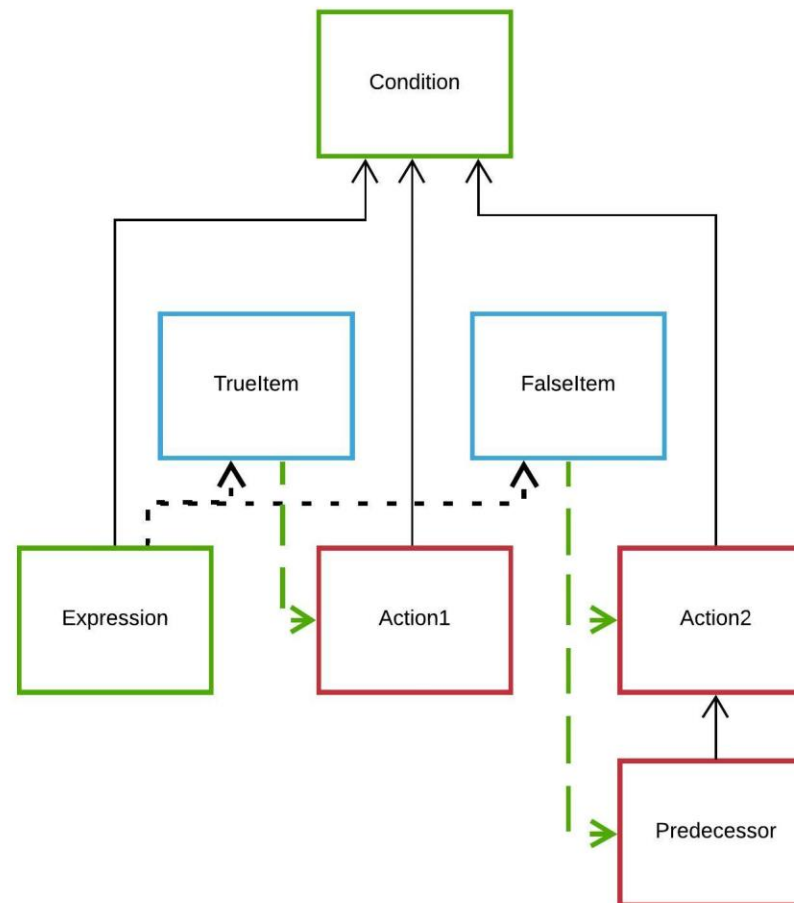 Condition
TrueItem
FalseItem
Expression
Action1
Action2
Predecessor